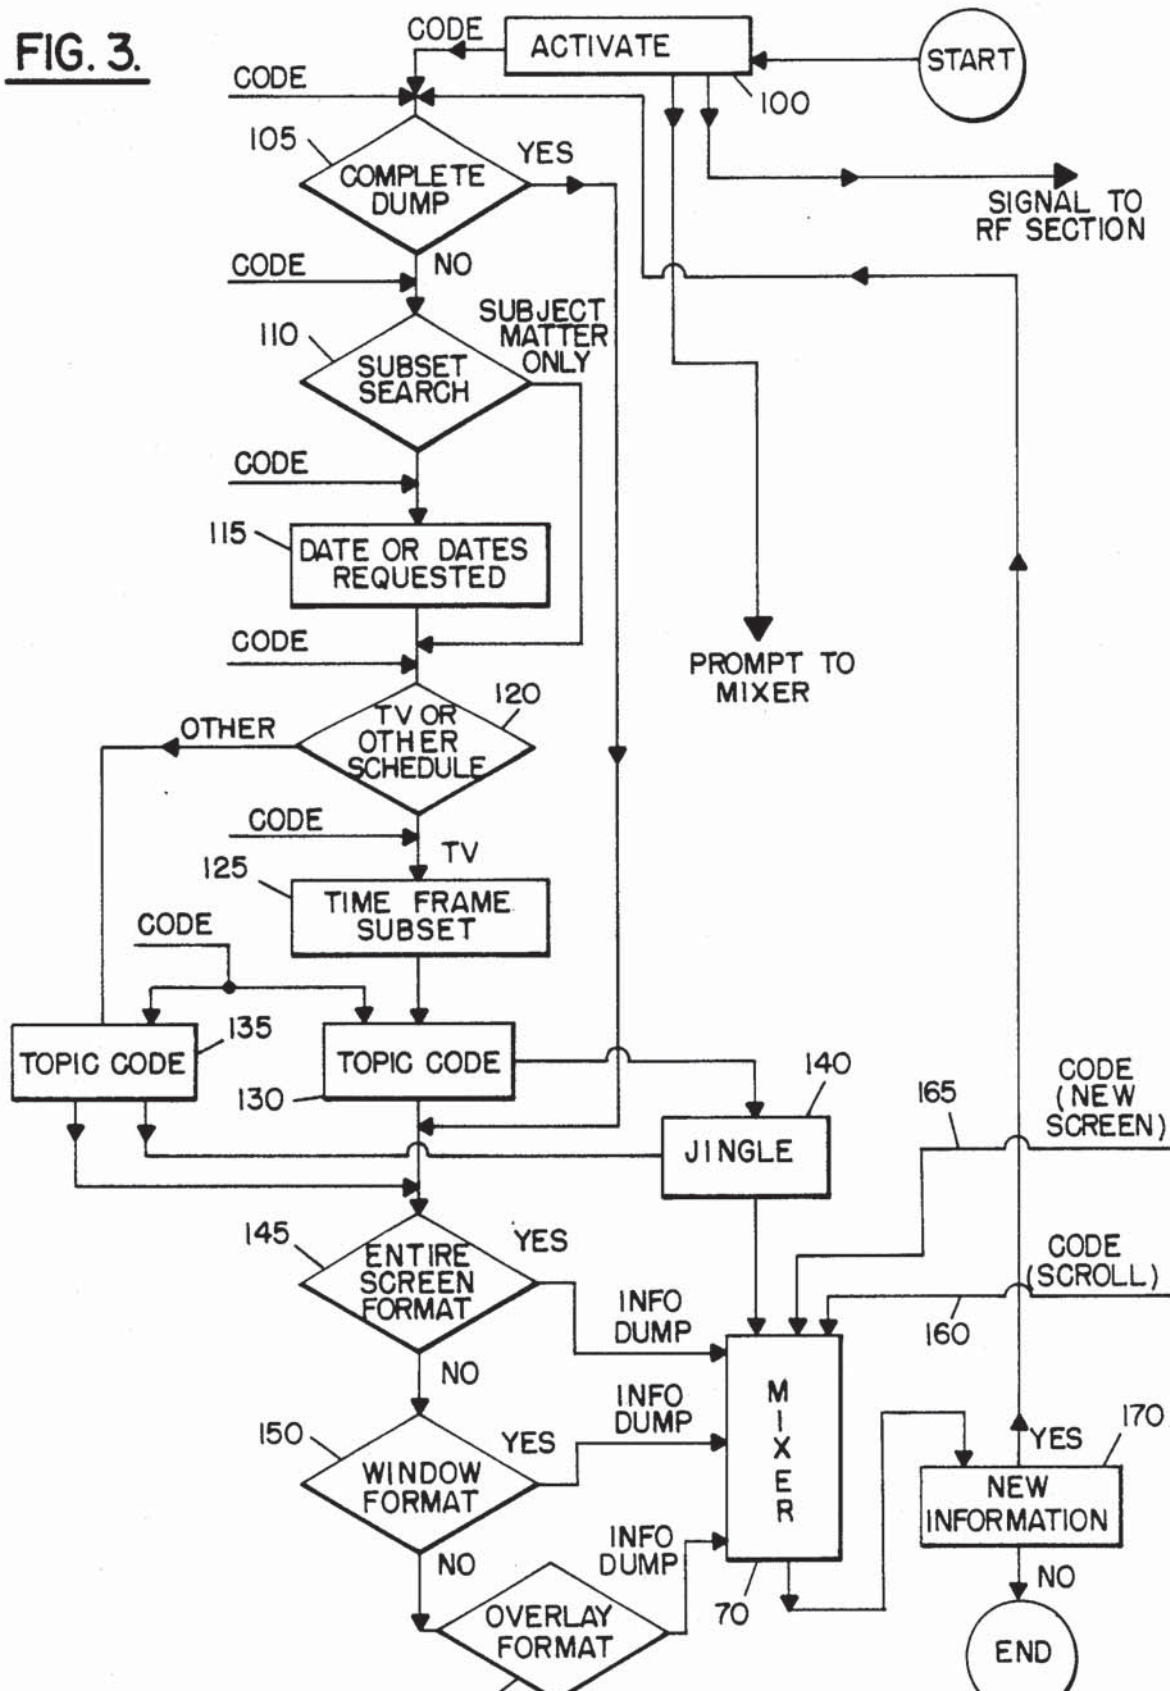 FIG. 3.
CODE
ACTIVATE
START
100
CODE
105
COMPLETE
DUMP
YES
SIGNAL TO
RF SECTION
NO
CODE
SUBJECT
MATTER
ONLY
110
SUBSET
SEARCH
CODE
115
DATE OR DATES
REQUESTED
CODE
PROMPT TO
MIXER
120
OTHER
TV OR
OTHER
SCHEDULE
CODE
TV
125
TIME FRAME
SUBSET
CODE
135
TOPIC CODE
TOPIC CODE
130
140
JINGLE
165
CODE
(NEW
SCREEN)
145
ENTIRE
SCREEN
FORMAT
YES
CODE
(SCROLL)
160
INFO
DUMP
NO
INFO
DUMP
MIXER
150
WINDOW
FORMAT
YES
170
YES
NEW
INFORMATION
INFO
DUMP
NO
70
NO
OVERLAY
FORMAT
END